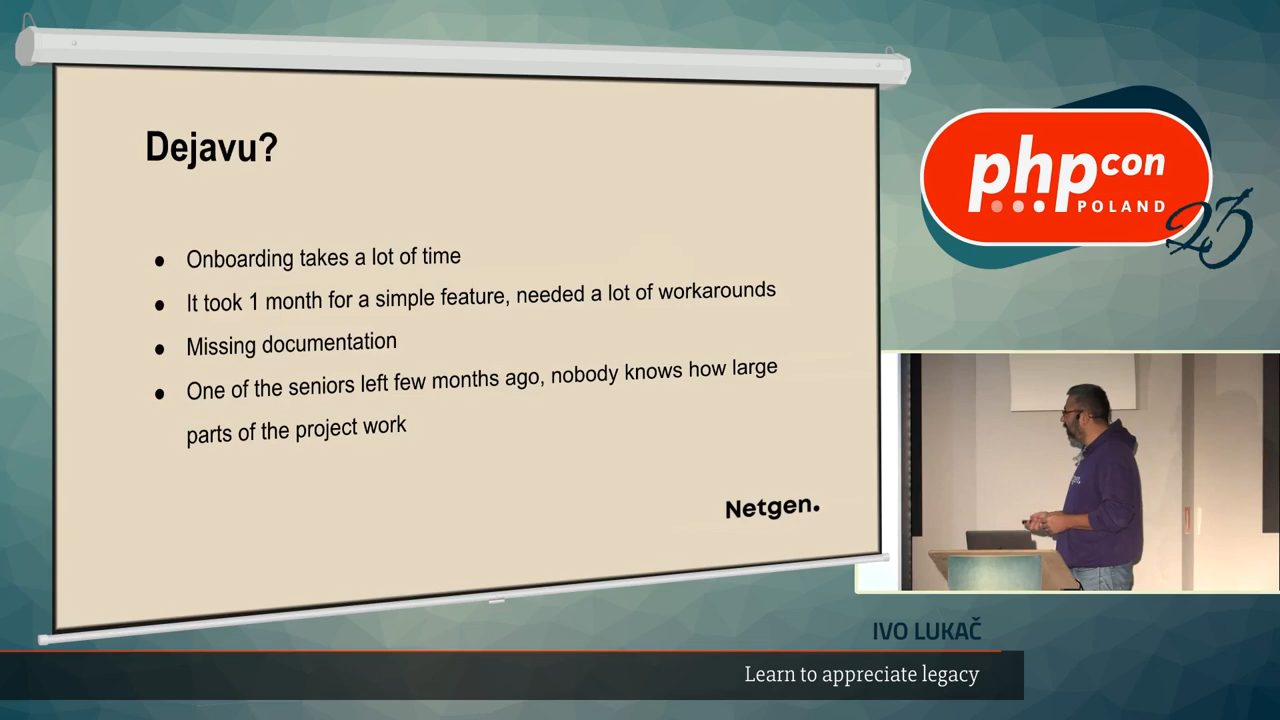 Dejavu?
● Onboarding takes a lot of time
● It took 1 month for a simple feature, needed a lot of workarounds
● Missing documentation
● One of the seniors left few months ago, nobody knows how large
parts of the project work
Netgen.
phpcon
POLAND
23
IVO LUKAČ
Learn to appreciate legacy